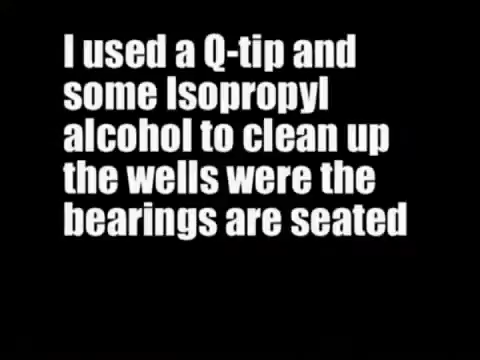 I used a Q-tip and
some Isopropyl
alcohol to clean up
the wells were the
bearings are seated